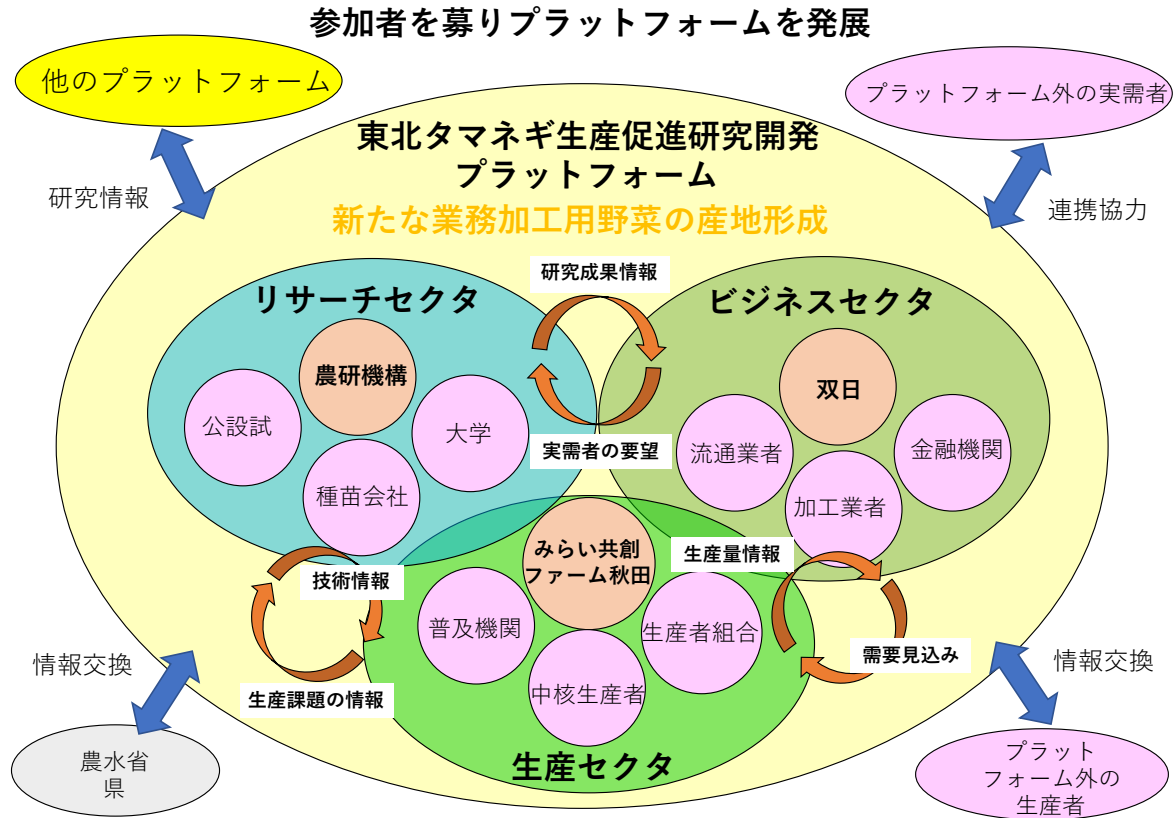 参加者を募りプラットフォームを発展
他のプラットフォーム
プラットフォーム外の実需者
東北タマネギ生産促進研究開発
プラットフォーム
新たな業務加工用野菜の産地形成
研究情報
連携協力
研究成果情報
リサーチセクタ
ビジネスセクタ
農研機構
公設試
大学
種苗会社
双日
流通業者
金融機関
加工業者
実需者の要望
みらい共創
ファーム秋田
生産量情報
技術情報
普及機関
生産者組合
中核生産者
需要見込み
生産課題の情報
生産セクタ
情報交換
情報交換
農水省
県
プラット
フォーム外の
生産者